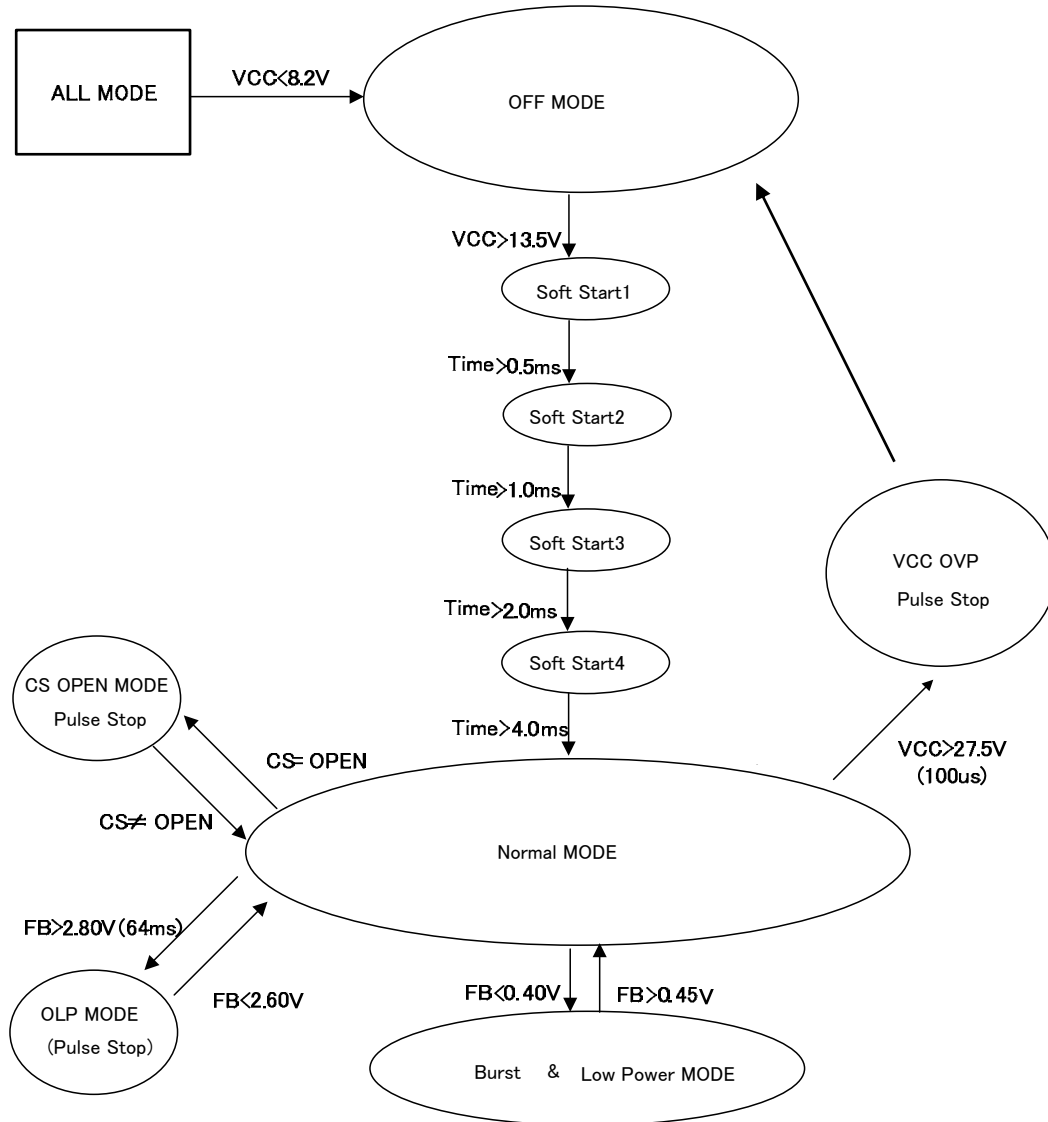 ALL MODE
VCC<8.2V
OFF MODE
VCC>13.5V
Soft Start1
Time>0.5ms
Soft Start2
Time>1.0ms
Soft Start3
Time>2.0ms
Soft Start4
Time>4.0ms
VCC OVP
Pulse Stop
CS OPEN MODE
Pulse Stop
CS= OPEN
CS≠ OPEN
VCC>27.5V
(100us)
Normal MODE
FB>2.80V(64ms)
FB<2.60V
OLP MODE
(Pulse Stop)
FB<0.40V
FB>0.45V
Burst & Low Power MODE